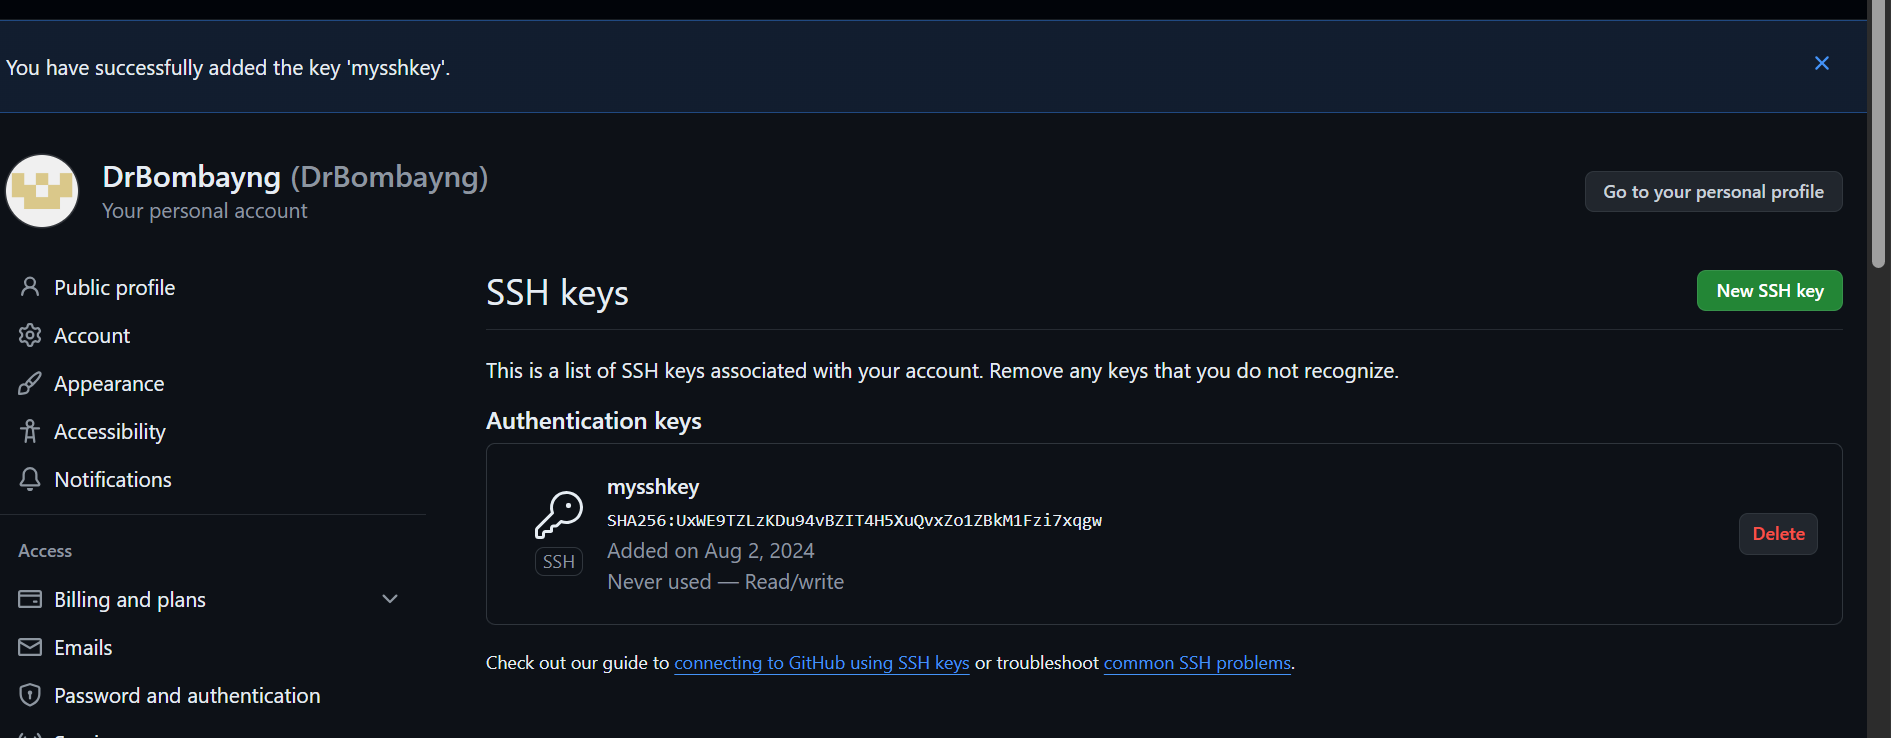 You have successfully added the key 'mysshkey'.
DrBombayng (DrBombayng)
Your personal account
Go to your personal profile
Public profile
Account
Appearance
Accessibility
Notifications
Access
Billing and plans
Emails
Password and authentication
SSH keys
New SSH key
This is a list of SSH keys associated with your account. Remove any keys that you do not recognize.
Authentication keys
mysshkey
SHA256:UxWE9TZLzKDu94vBZIT4H5XuQvxZo1ZBkM1Fzi7xqgw
Added on Aug 2, 2024
Never used — Read/write
SSH
Delete
Check out our guide to connecting to GitHub using SSH keys or troubleshoot common SSH problems.